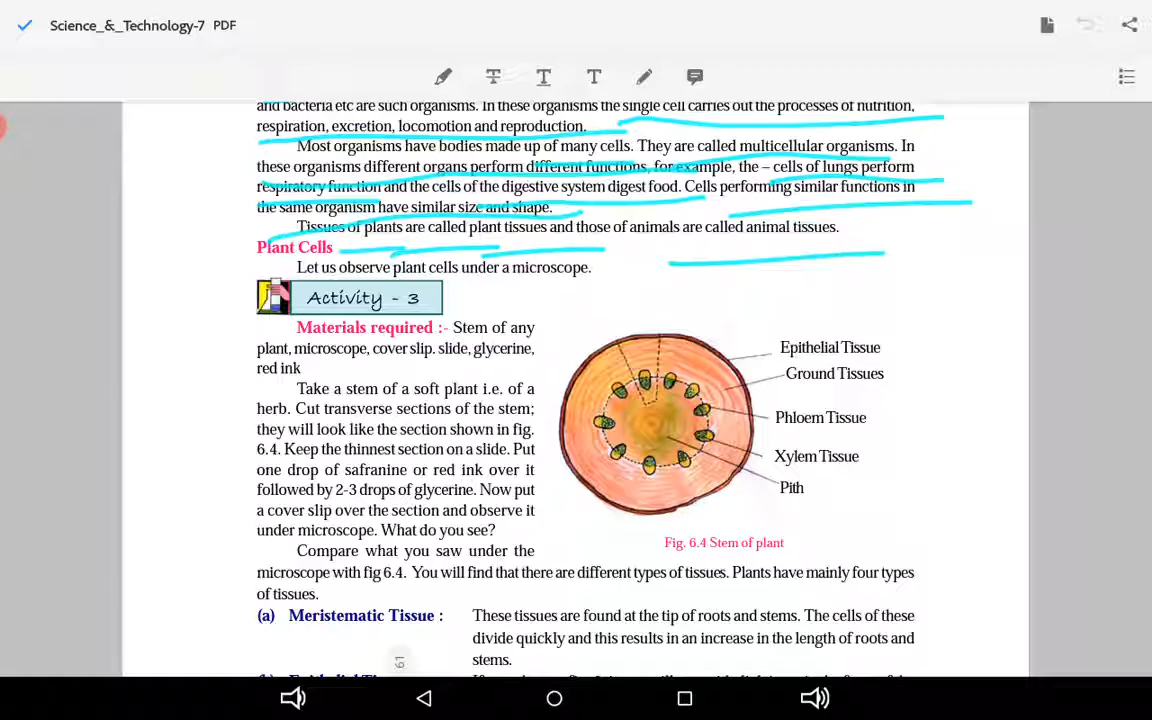 Science_&_Technology-7 PDF
and bacteria etc are such organisms. In these organisms the single cell carries out the processes of nutrition,
respiration, excretion, locomotion and reproduction.
Most organisms have bodies made up of many cells. They are called multicellular organisms. In
these organisms different organs perform different functions, for example, the – cells of lungs perform
respiratory function and the cells of the digestive system digest food. Cells performing similar functions in
the same organism have similar size and shape.
Tissues of plants are called plant tissues and those of animals are called animal tissues.
Plant Cells
Let us observe plant cells under a microscope.
Activity - 3
Materials required :- Stem of any
plant, microscope, cover slip. slide, glycerine,
red ink
Take a stem of a soft plant i.e. of a
herb. Cut transverse sections of the stem;
they will look like the section shown in fig.
6.4. Keep the thinnest section on a slide. Put
one drop of safranine or red ink over it
followed by 2-3 drops of glycerine. Now put
a cover slip over the section and observe it
under microscope. What do you see?
Epithelial Tissue
Ground Tissues
Phloem Tissue
Xylem Tissue
Pith
Fig. 6.4 Stem of plant
Compare what you saw under the
microscope with fig 6.4. You will find that there are different types of tissues. Plants have mainly four types
of tissues.
(a) Meristematic Tissue : These tissues are found at the tip of roots and stems. The cells of these
divide quickly and this results in an increase in the length of roots and
stems.
61